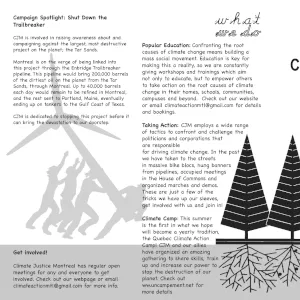 Campaign Spotlight: Shut Down the
Trailbreaker
CJM is involved in raising awareness about and
campaigning against the largest, most destructive
project on the planet: the Tar Sands.
Montreal is on the verge of being linked into
this project through the Enbridge Trailbreaker
pipeline. This pipeline would bring 200,000 barrels
of the dirtiest oil on the planet from the Tar
Sands, through Montreal. Up to 40,000 barrels
each day would remain to be refined in Montreal,
and the rest sent to Portland, Maine, eventually
ending up on tankers to the Gulf Coast of Texas.
CJM is dedicated to stopping this project before it
can bring the devastation to our doorstep.
Get involved!
Climate Justice Montreal has regular open
meetings for any and everyone to get
involved. Check out our webpage or email
climateactionmtl@gmail.com for more info.
what
we do
Popular Education: Confronting the root
causes of climate change means building a
mass social movement. Education is key for
making this a reality, so we are constantly
giving workshops and trainings which aim
not only to educate, but to empower others
to take action on the root causes of climate
change in their homes, schools, communities,
campuses and beyond. Check out our website
or email climateactionmtl@gmail.com for details
and bookings.
Taking Action: CJM employs a wide range
of tactics to confront and challenge the
politicians and corporations that
are responsible
for driving climate change. In the past
we have taken to the streets
in massive bike blocs, hung banners
from pipelines, occupied meetings
in the House of Commons and
organized marches and demos.
These are just a few of the
tricks we have up our sleeves,
get involved with us and join in!
Climate Camp: This summer
is the first in what we hope
will become a yearly tradition,
the Quebec Climate Action
Camp. CJM and our allies
have organized an amazing
gathering to share skills, train
up and increase our power to
stop the destruction of our
planet. Check out
www.uncampement.net for
more details
C